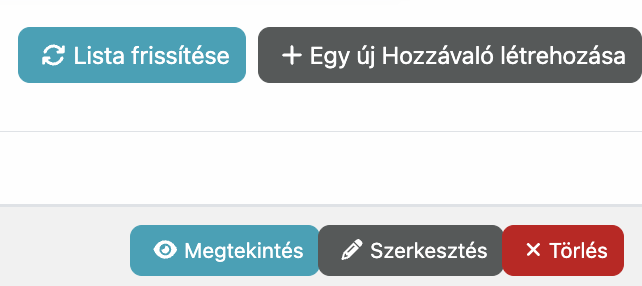 Lista frissítése
Egy új Hozzávaló létrehozása
Megtekintés
Szerkesztés
Törlés